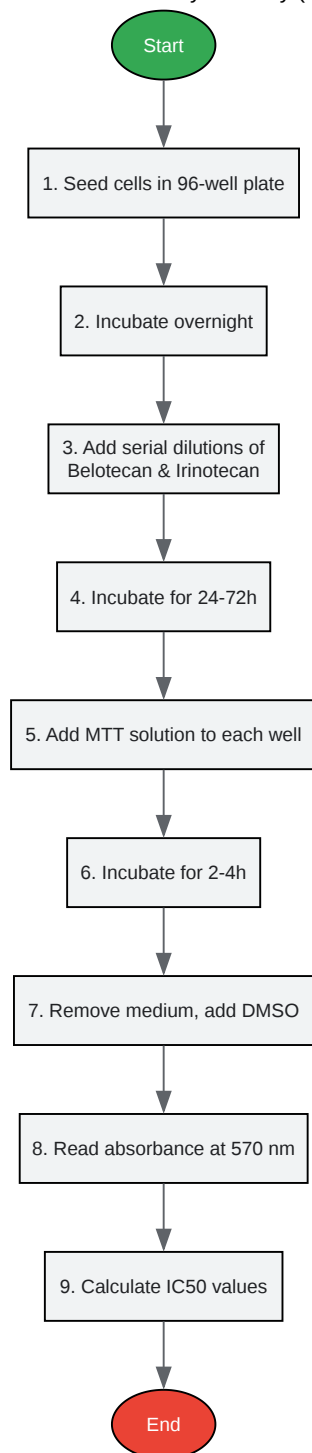 Start
1. Seed cells in 96-well plate
2. Incubate overnight
3. Add serial dilutions of
Belotecan & Irinotecan
4. Incubate for 24-72h
5. Add MTT solution to each well
6. Incubate for 2-4h
7. Remove medium, add DMSO
8. Read absorbance at 570 nm
9. Calculate IC50 values
End